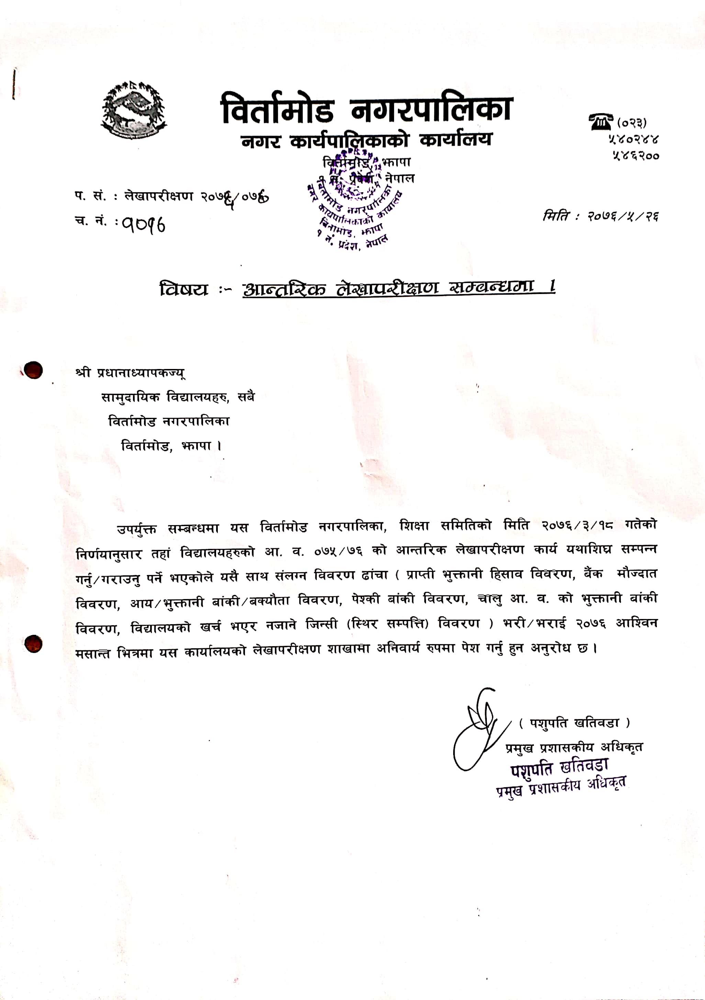 विर्तामोड नगरपालिका
नगर कार्यपालिकाको कार्यालय
(०२३)
५४०२४४
५४६२००
विर्तामोड, झापा
१ नं. प्रदेश, नेपाल
प. सं. : लेखापरीक्षण २०७६/०७७
च. नं. :
मिति : २०७६/५/२६
विर्तामोड नगरपालिका
नगर कार्यपालिकाको कार्यालय
विर्तामोड, झापा
१ नं. प्रदेश, नेपाल
विषय :- आन्तरिक लेखापरीक्षण सम्बन्धमा ।
श्री प्रधानाध्यापकज्यू
सामुदायिक विद्यालयहरु, सबै
विर्तामोड नगरपालिका
विर्तामोड, झापा ।
उपर्युक्त सम्बन्धमा यस विर्तामोड नगरपालिका, शिक्षा समितिको मिति २०७६/३/१८ गतेको
निर्णयानुसार तहां विद्यालयहरुको आ. व. ०७५/७६ को आन्तरिक लेखापरीक्षण कार्य यथाशिघ्र सम्पन्न
गर्नु/गराउनु पर्ने भएकोले यसै साथ संलग्न विवरण ढांचा ( प्राप्ती भुक्तानी हिसाव विवरण, बैंक मौज्दात
विवरण, आय/भुक्तानी बांकी/बक्यौता विवरण, पेश्की बांकी विवरण, चालु आ. व. को भुक्तानी बांकी
विवरण, विद्यालयको खर्च भएर नजाने जिन्सी (स्थिर सम्पत्ति) विवरण ) भरी/भराई २०७६ आश्विन
मसान्त भित्रमा यस कार्यालयको लेखापरीक्षण शाखामा अनिवार्य रुपमा पेश गर्नु हुन अनुरोध छ ।
( पशुपति खतिवडा )
प्रमुख प्रशासकीय अधिकृत
पशुपति खतिवडा
प्रमुख प्रशासकीय अधिकृत